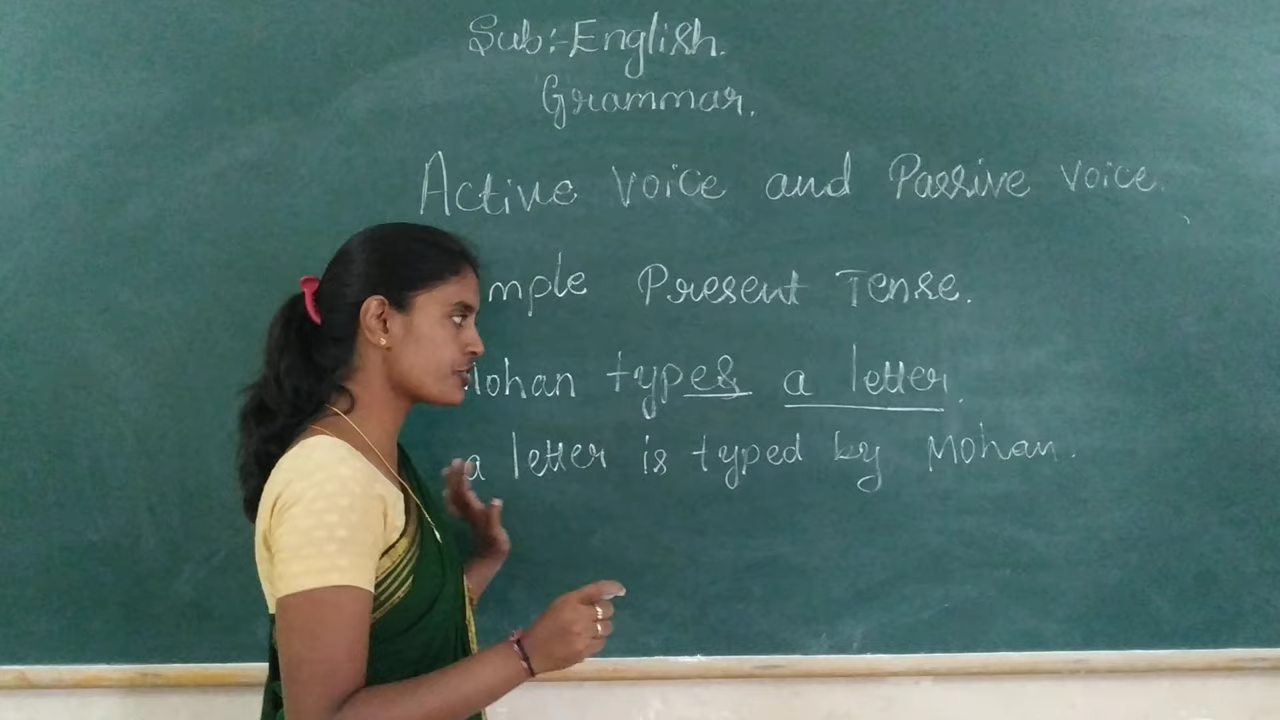 Sub:-English.
Grammar.
Active Voice and Passive Voice.
mple Present Tense.
Mohan types a letter.
a letter is typed by Mohan.